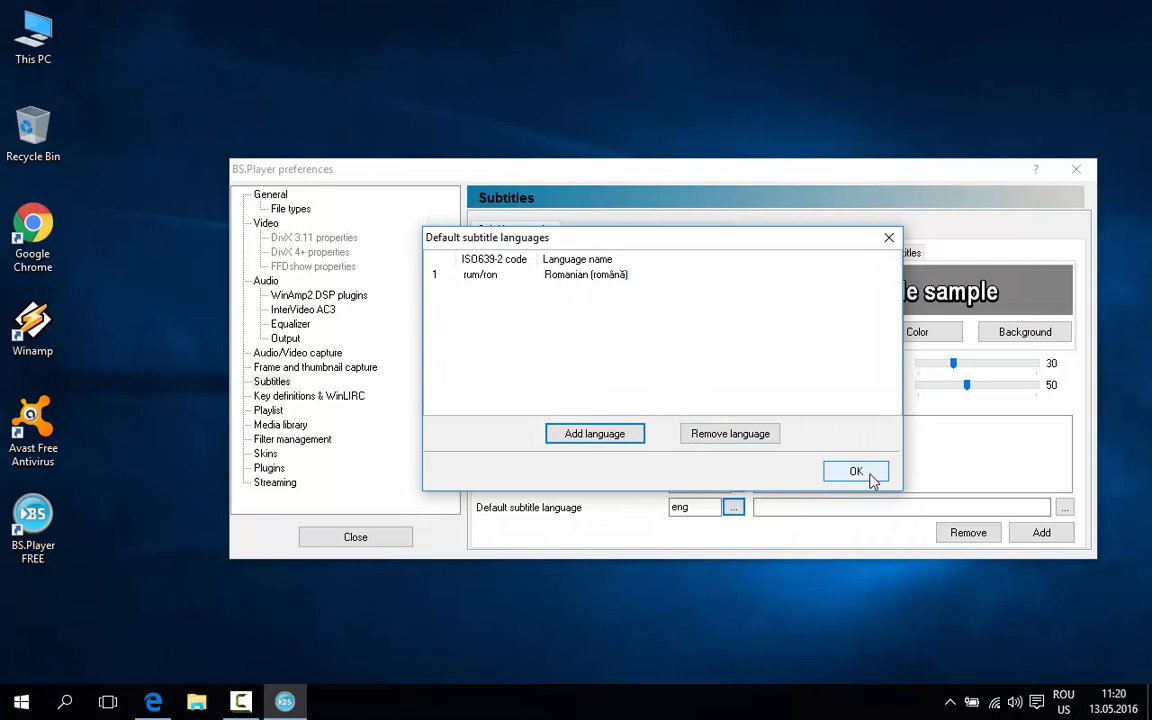 This PC
Recycle Bin
Google
Chrome
Winamp
Avast Free
Antivirus
BS.Player
FREE
BS.Player preferences
?
General
File types
Video
DivX 3.11 properties
DivX 4+ properties
FFDshow properties
Audio
WinAmp2 DSP plugins
InterVideo AC3
Equalizer
Output
Audio/Video capture
Frame and thumbnail capture
Subtitles
Key definitions & WinLIRC
Playlist
Media library
Filter management
Skins
Plugins
Streaming
Close
Subtitles
Default subtitle languages
ISO639-2 code Language name
1 rum/ron Romanian (română)
Add language Remove language
OK
sample
Color Background
30
50
Default subtitle language eng ... ...
Remove Add
BS
ROU
US
11:20
13.05.2016